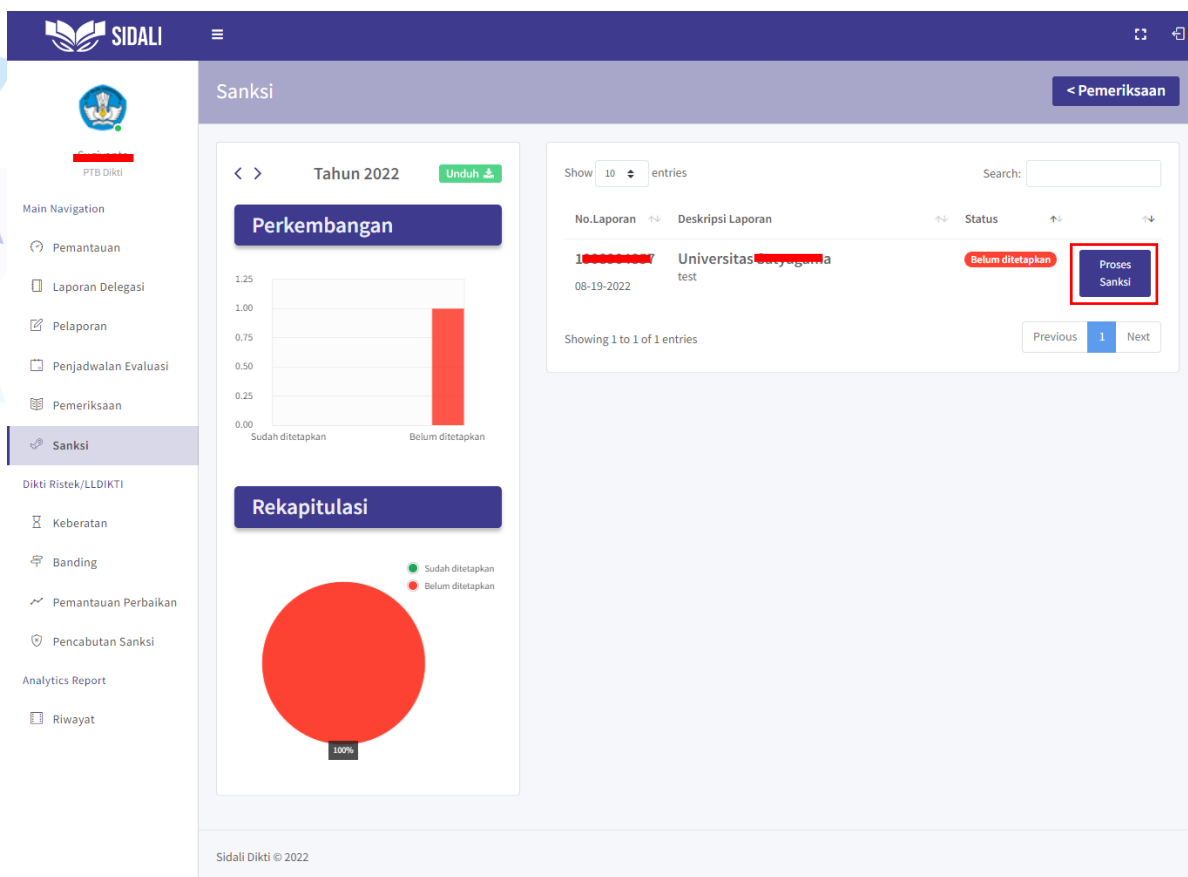 SIDALI
Sanksi
< Pemeriksaan
PTB Dikti
Main Navigation
Pemantauan
Laporan Delegasi
Pelaporan
Penjadwalan Evaluasi
Pemeriksaan
Sanksi
Dikti Ristek/LLDIKTI
Keberatan
Banding
Pemantauan Perbaikan
Pencabutan Sanksi
Analytics Report
Riwayat
< > Tahun 2022 Unduh
Perkembangan
1.25
1.00
0.75
0.50
0.25
0.00
Sudah ditetapkan Belum ditetapkan
Rekapitulasi
Sudah ditetapkan
Belum ditetapkan
100%
Show 10 entries Search:
No.Laporan Deskripsi Laporan Status
Universitas Belum ditetapkan
test
08-19-2022
Proses
Sanksi
Showing 1 to 1 of 1 entries Previous 1 Next
Sidali Dikti © 2022